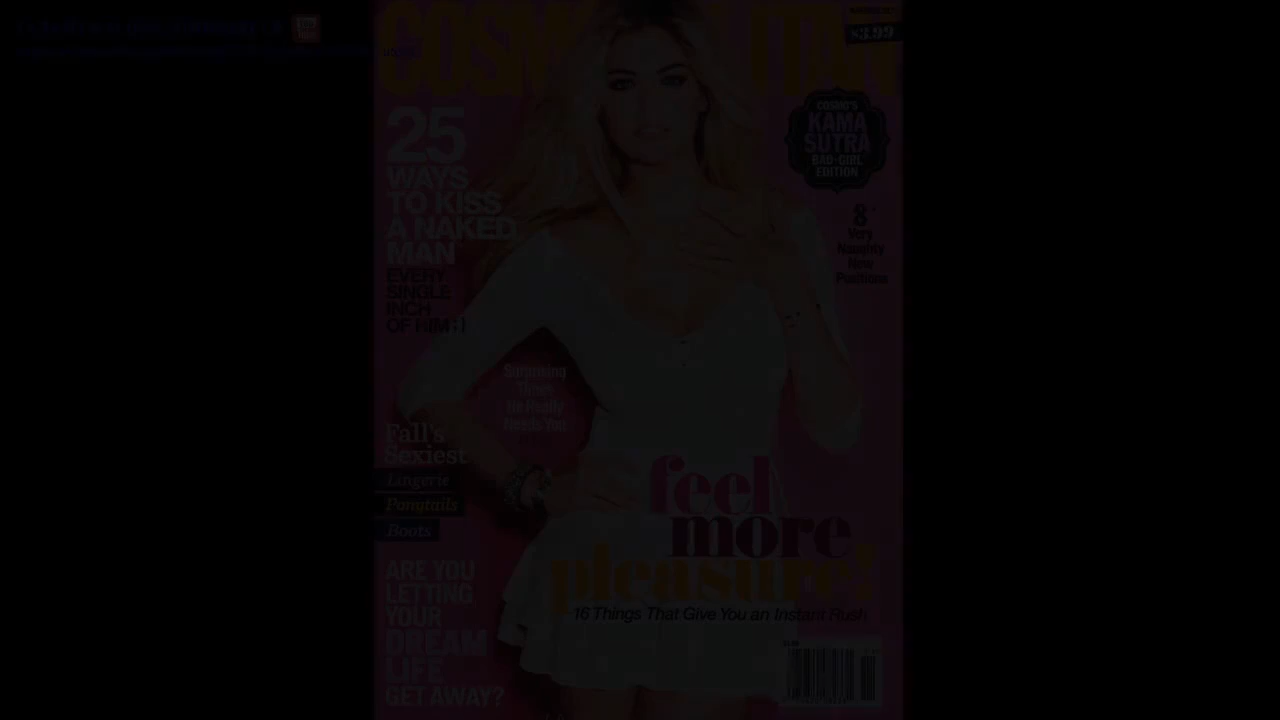 $3.99
COSMO'S
KAMA
SUTRA
BAD-GIRL
EDITION
25
WAYS
TO KISS
A NAKED
MAN
EVERY
SINGLE
INCH
OF HIM ;)
8
Very
Naughty
New
Positions
Surprising
Things
He Really
Needs You
Fall's
Sexiest
Lingerie
Ponytails
Boots
feel
more
pleasure!
16 Things That Give You an Instant Rush
ARE YOU
LETTING
YOUR
DREAM
LIFE
GET AWAY?